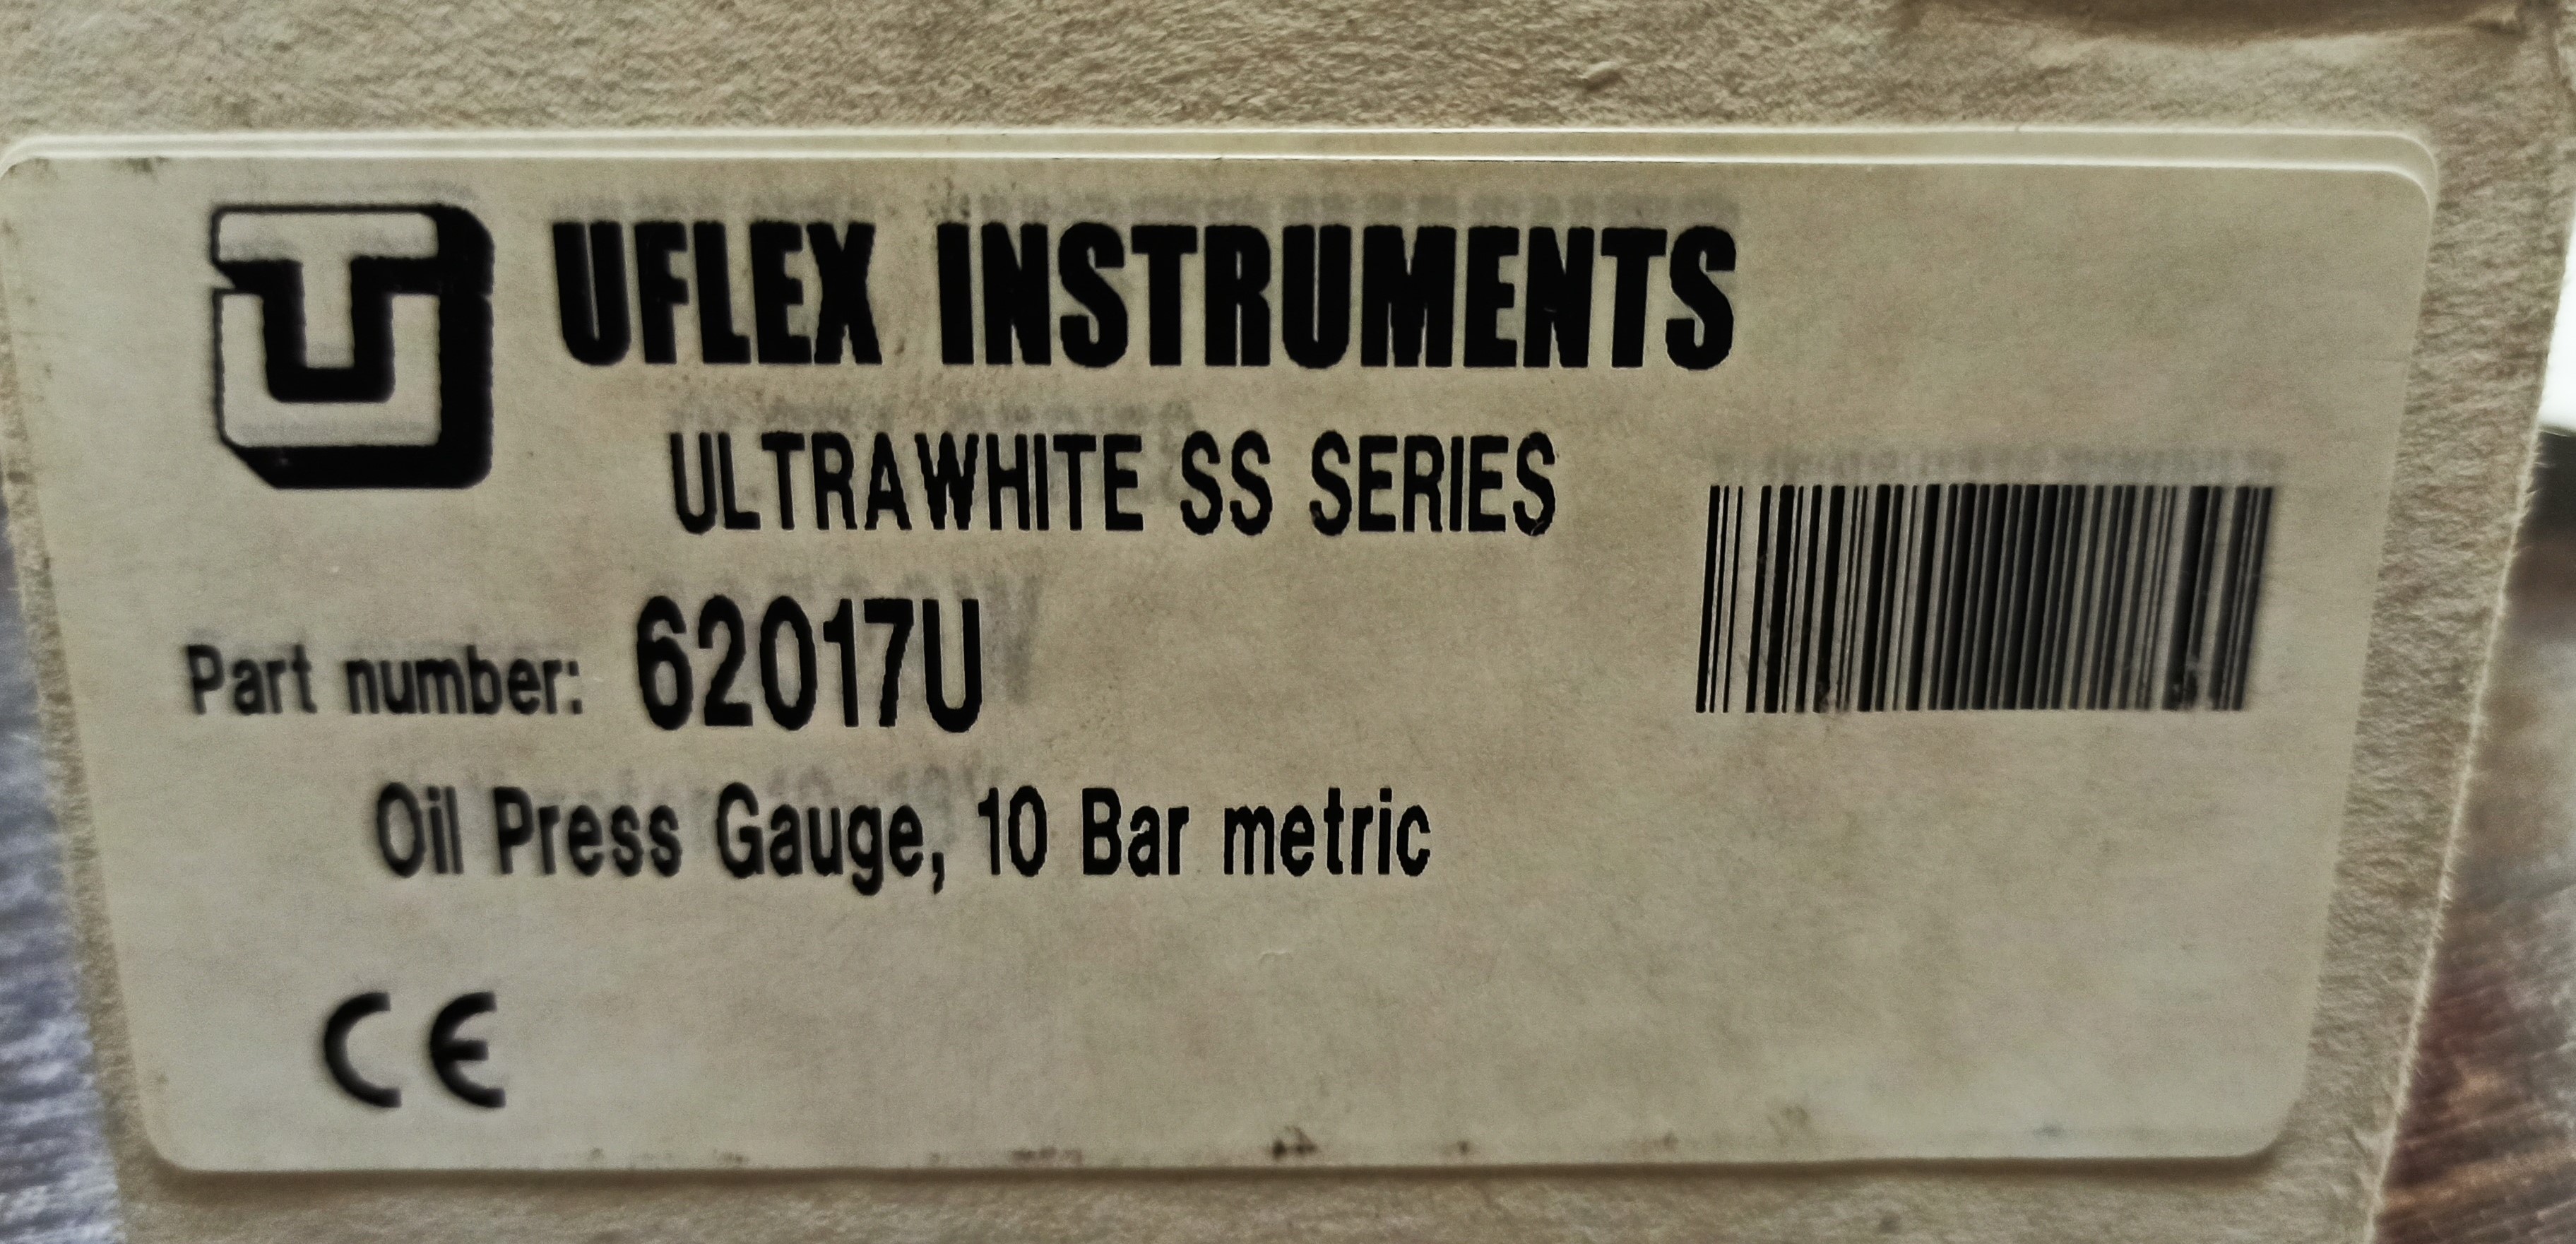 UFLEX INSTRUMENTS
ULTRAWHITE SS SERIES
Part number: 62017U
Oil Press Gauge, 10 Bar metric
CE